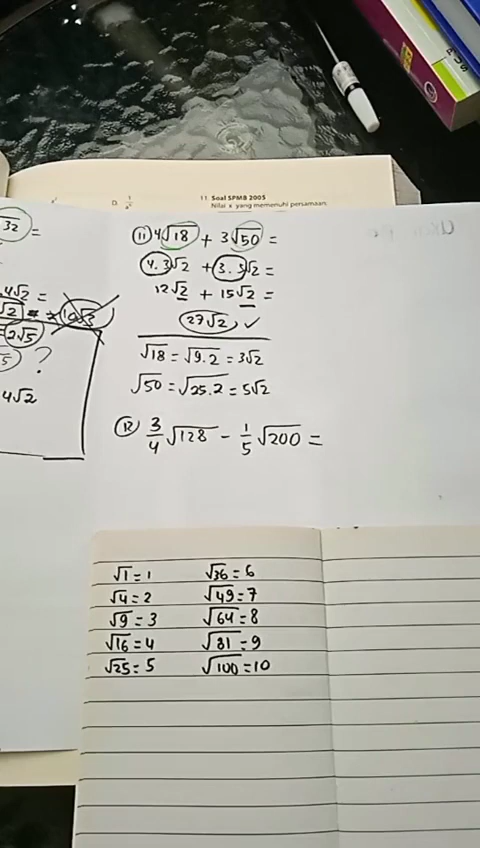 11. Soal SPMB 2005
Nilai x yang memenuhi persamaan:
D.
√32 =
4√2 =
2√5
?
4√2
11) 4√18 + 3√50 =
4.3√2 + 3.5√2 =
12√2 + 15√2 =
27√2 ✓
√18 = √9.2 = 3√2
√50 = √25.2 = 5√2
12) 3/4 √128 - 1/5 √200 =
√1 = 1 √36 = 6
√4 = 2 √49 = 7
√9 = 3 √64 = 8
√16 = 4 √81 = 9
√25 = 5 √100 = 10